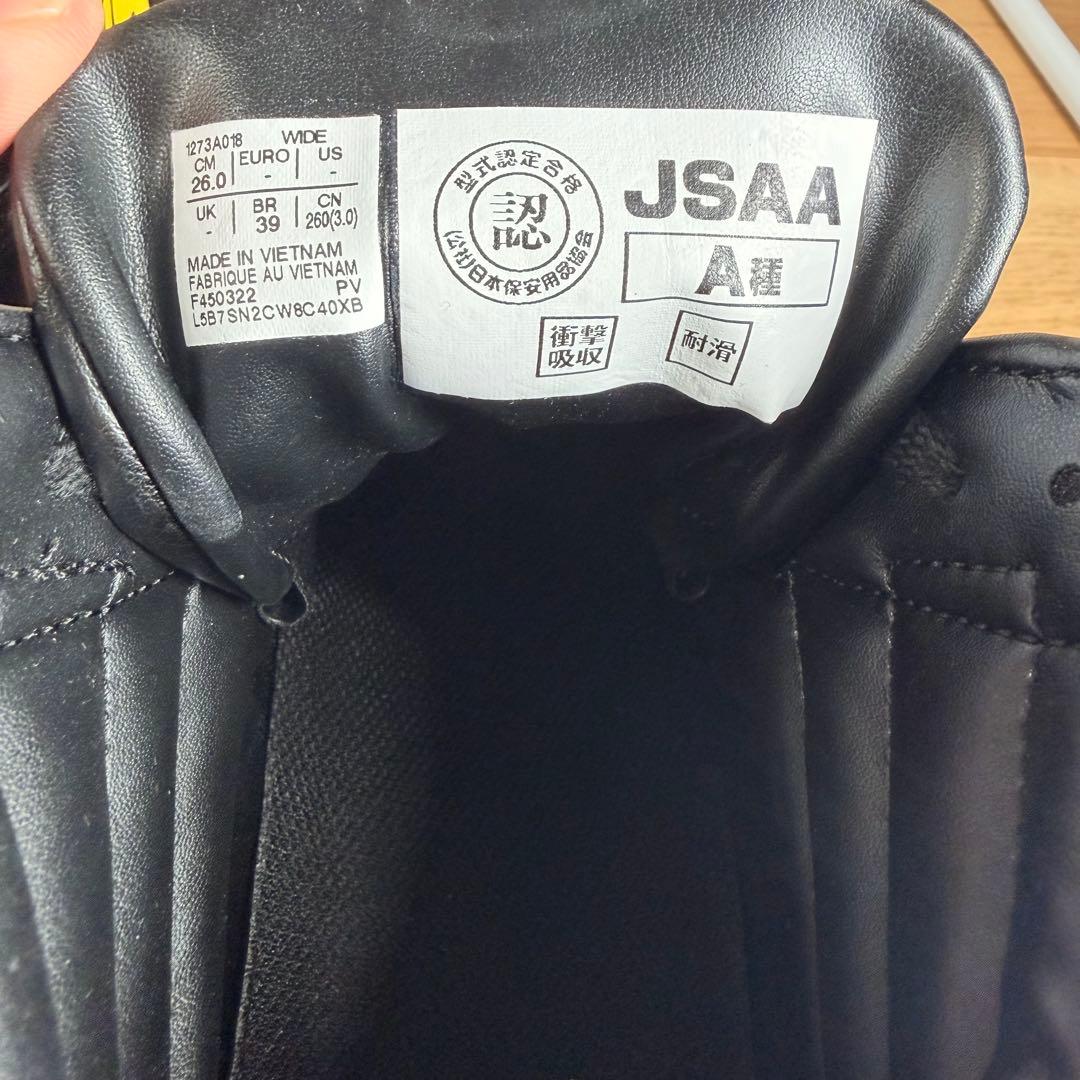 1273A018 WIDE
CM EURO US
26.0 - -
UK BR CN
- 39 260(3.0)
MADE IN VIETNAM
FABRIQUE AU VIETNAM
F450322 PV
L5B7SN2CW8C40XB
型式認定合格
認
(公社)日本保安用品協会
JSAA
A種
衝撃
吸収
耐滑